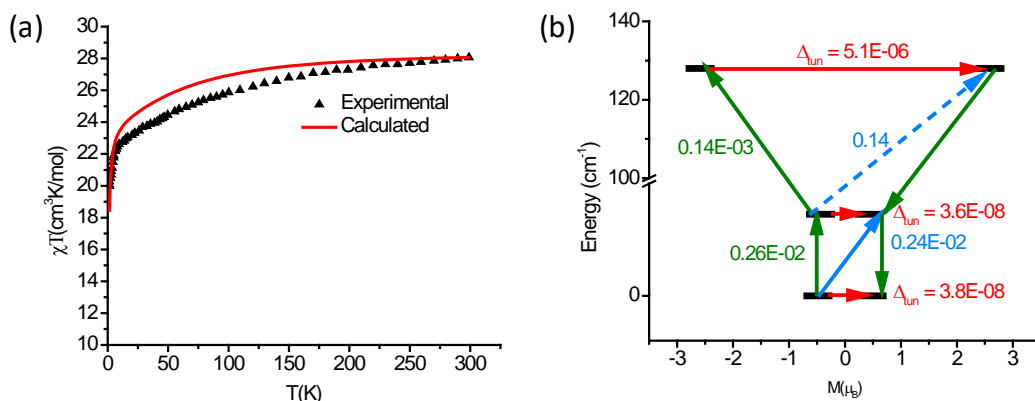 (a)
30
28
26
24
22
20
18
16
14
12
10
χT(cm³K/mol)
0
50
100
150
200
250
300
T(K)
Experimental
Calculated
(b)
140
120
100
0
Energy (cm⁻¹)
Δtun = 5.1E-06
0.14E-03
0.14
Δtun = 3.6E-08
0.26E-02
0.24E-02
Δtun = 3.8E-08
-3
-2
-1
0
1
2
3
M(μB)